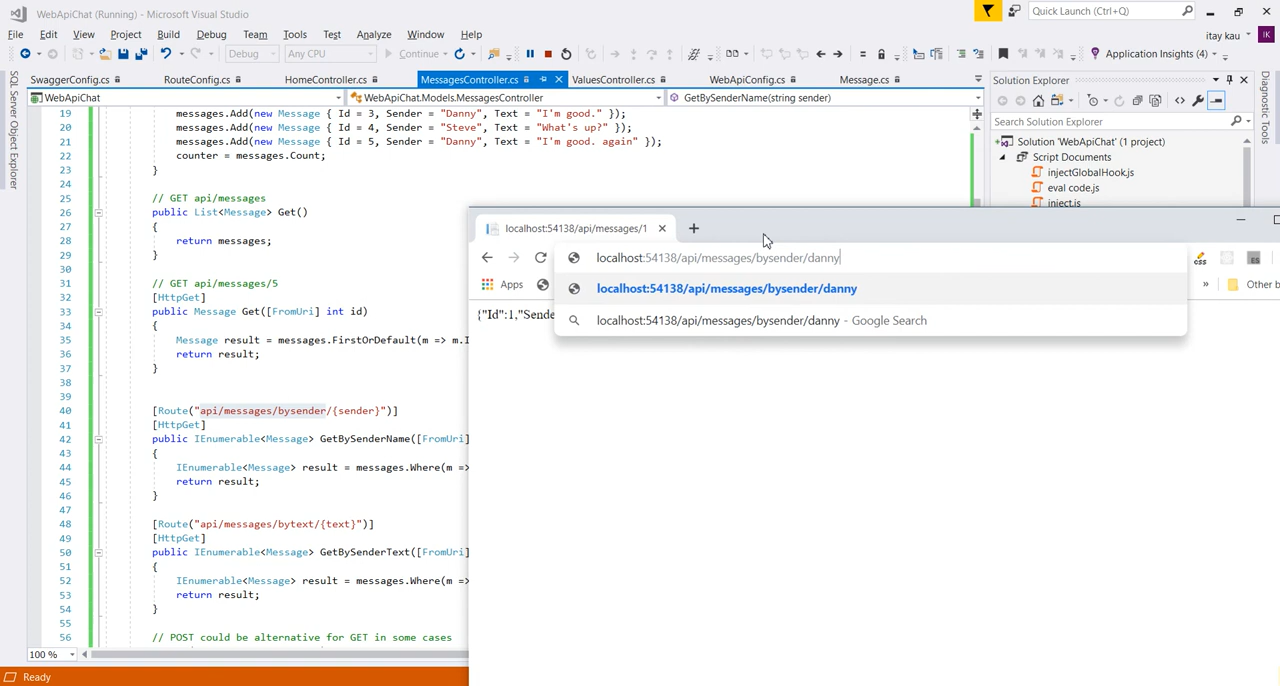 WebApiChat (Running) - Microsoft Visual Studio
Quick Launch (Ctrl+Q)
File Edit View Project Build Debug Team Tools Test Analyze Window Help
itay kau IK
Debug Any CPU Continue Application Insights (4)
SwaggerConfig.cs RouteConfig.cs HomeController.cs MessagesController.cs ValuesController.cs WebApiConfig.cs Message.cs
WebApiChat WebApiChat.Models.MessagesController GetBySenderName(string sender)
SQL Server Object Explorer
Diagnostic Tools
Solution Explorer
Search Solution Explorer
Solution 'WebApiChat' (1 project)
Script Documents
injectGlobalHook.js
eval code.js
inject.js
19 messages.Add(new Message { Id = 3, Sender = "Danny", Text = "I'm good." });
20 messages.Add(new Message { Id = 4, Sender = "Steve", Text = "What's up?" });
21 messages.Add(new Message { Id = 5, Sender = "Danny", Text = "I'm good. again" });
22 counter = messages.Count;
23 }
24
25 // GET api/messages
26 public List<Message> Get()
27 {
28 return messages;
29 }
30
31 // GET api/messages/5
32 [HttpGet]
33 public Message Get([FromUri] int id)
34 {
35 Message result = messages.FirstOrDefault(m => m.I
36 return result;
37 }
38
39
40 [Route("api/messages/bysender/{sender}")]
41 [HttpGet]
42 public IEnumerable<Message> GetBySenderName([FromUri]
43 {
44 IEnumerable<Message> result = messages.Where(m =>
45 return result;
46 }
47
48 [Route("api/messages/bytext/{text}")]
49 [HttpGet]
50 public IEnumerable<Message> GetBySenderText([FromUri]
51 {
52 IEnumerable<Message> result = messages.Where(m =>
53 return result;
54 }
55
56 // POST could be alternative for GET in some cases
100 %
Ready
localhost:54138/api/messages/1
localhost:54138/api/messages/bysender/danny
Apps
» Other b
localhost:54138/api/messages/bysender/danny
localhost:54138/api/messages/bysender/danny - Google Search
{"Id":1,"Sende